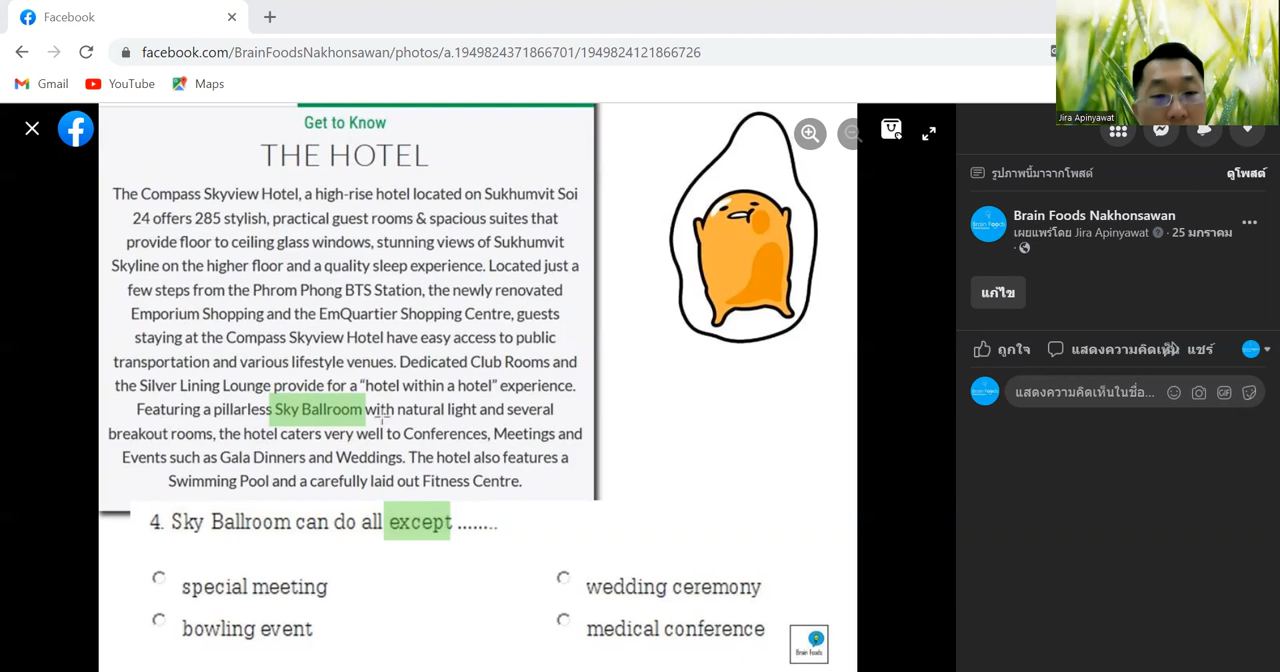 Facebook
facebook.com/BrainFoodsNakhonsawan/photos/a.1949824371866701/1949824121866726
Gmail
YouTube
Maps
Jira Apinyawat
Get to Know
THE HOTEL
The Compass Skyview Hotel, a high-rise hotel located on Sukhumvit Soi
24 offers 285 stylish, practical guest rooms & spacious suites that
provide floor to ceiling glass windows, stunning views of Sukhumvit
Skyline on the higher floor and a quality sleep experience. Located just a
few steps from the Phrom Phong BTS Station, the newly renovated
Emporium Shopping and the EmQuartier Shopping Centre, guests
staying at the Compass Skyview Hotel have easy access to public
transportation and various lifestyle venues. Dedicated Club Rooms and
the Silver Lining Lounge provide for a "hotel within a hotel" experience.
Featuring a pillarless Sky Ballroom with natural light and several
breakout rooms, the hotel caters very well to Conferences, Meetings and
Events such as Gala Dinners and Weddings. The hotel also features a
Swimming Pool and a carefully laid out Fitness Centre.
4. Sky Ballroom can do all except ........
special meeting
wedding ceremony
bowling event
medical conference
Brain Foods
รูปภาพนี้มาจากโพสต์
ดูโพสต์
Brain Foods Nakhonsawan
เผยแพร่โดย Jira Apinyawat · 25 มกราคม
·
แก้ไข
ถูกใจ
แสดงความคิดเห็น
แชร์
แสดงความคิดเห็นในชื่อ...
GIF